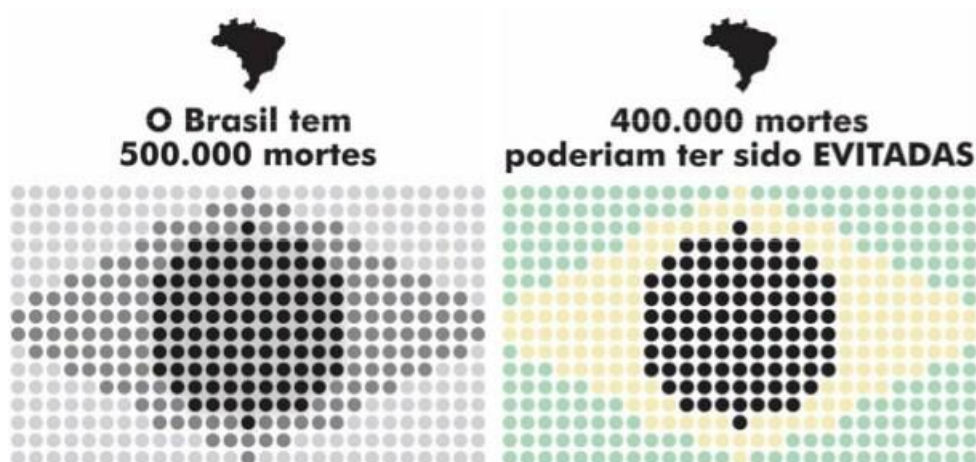 O Brasil tem
500.000 mortes
400.000 mortes
poderiam ter sido EVITADAS